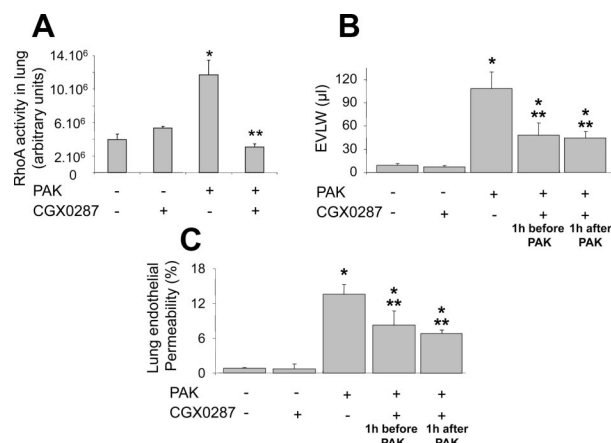 A
RhoA activity in lung
(arbitrary units)
14.10⁶
10.10⁶
6.10⁶
2.10⁶
*
**
PAK - - + +
CGX0287 - + - +
B
EVLW (µl)
120
90
60
30
0
*
*
**
*
**
PAK - - + + +
CGX0287 - + - + +
1h before
PAK
1h after
PAK
C
Lung endothelial
Permeability (%)
18
12
6
0
*
*
**
*
**
PAK - - + + +
CGX0287 - + - + +
1h before
PAK
1h after
PAK